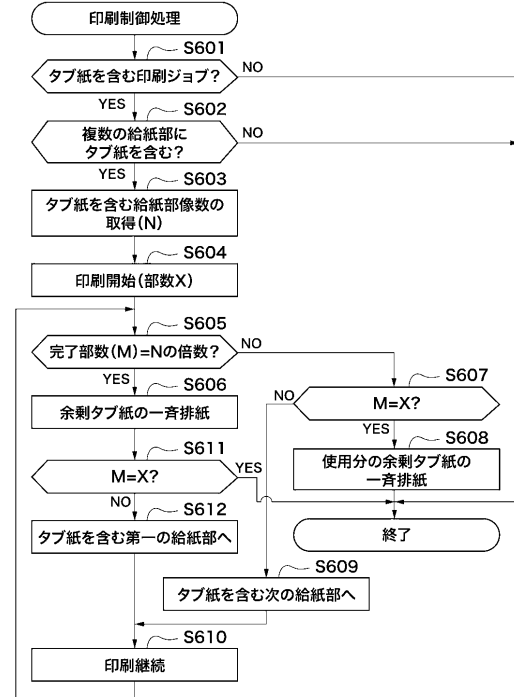 印刷制御処理
S601
タブ紙を含む印刷ジョブ?
NO
YES
S602
複数の給紙部に
タブ紙を含む?
NO
YES
S603
タブ紙を含む給紙部像数の
取得(N)
S604
印刷開始(部数X)
S605
完了部数(M)=Nの倍数?
NO
YES
S606
余剰タブ紙の一斉排紙
S607
NO
M=X?
YES
S608
使用分の余剰タブ紙の
一斉排紙
S611
M=X?
YES
NO
S612
タブ紙を含む第一の給紙部へ
終了
S609
タブ紙を含む次の給紙部へ
S610
印刷継続